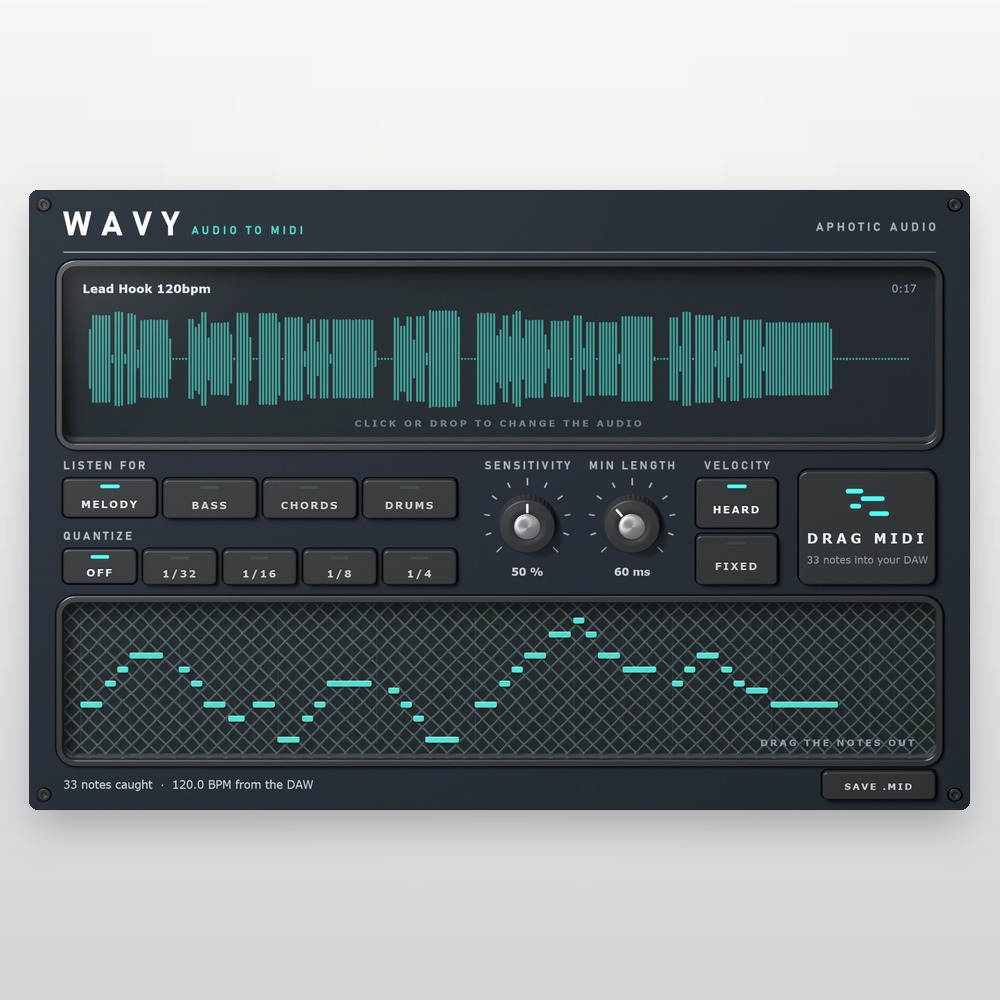 WAVY AUDIO TO MIDI
APHOTIC AUDIO
Lead Hook 120bpm
0:17
CLICK OR DROP TO CHANGE THE AUDIO
LISTEN FOR
MELODY
BASS
CHORDS
DRUMS
QUANTIZE
OFF
1/32
1/16
1/8
1/4
SENSITIVITY
50 %
MIN LENGTH
60 ms
VELOCITY
HEARD
FIXED
DRAG MIDI
33 notes into your DAW
DRAG THE NOTES OUT
33 notes caught · 120.0 BPM from the DAW
SAVE .MID